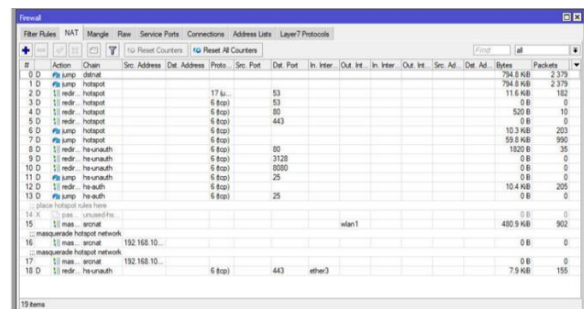 Firewall
Filter Rules NAT Mangle Raw Service Ports Connections Address Lists Layer7 Protocols
Reset Counters Reset All Counters Find all
# Action Chain Src. Address Dst. Address Proto... Src. Port Dst. Port In. Inter... Out. Int... In. Inter... Out. Int... Src. Ad... Dst. Ad... Bytes Packets
0 D jump dstnat 794.8 KiB 2 379
1 D jump hotspot 794.8 KiB 2 379
2 D redir... hotspot 17 (u... 53 11.6 KiB 182
3 D redir... hotspot 6 (tcp) 53 0 B 0
4 D redir... hotspot 6 (tcp) 80 520 B 10
5 D redir... hotspot 6 (tcp) 443 0 B 0
6 D jump hotspot 6 (tcp) 10.3 KiB 203
7 D jump hotspot 6 (tcp) 59.8 KiB 990
8 D redir... hs-unauth 6 (tcp) 80 1820 B 35
9 D redir... hs-unauth 6 (tcp) 3128 0 B 0
10 D redir... hs-unauth 6 (tcp) 8080 0 B 0
11 D jump hs-unauth 6 (tcp) 25 0 B 0
12 D redir... hs-auth 6 (tcp) 10.4 KiB 205
13 D jump hs-auth 6 (tcp) 25 0 B 0
::: place hotspot rules here
14 X pas... unused-hs... 0 B 0
15 mas... srcnat wlan1 480.9 KiB 902
::: masquerade hotspot network
16 mas... srcnat 192.168.10... 0 B 0
::: masquerade hotspot network
17 mas... srcnat 192.168.10... 0 B 0
18 D redir... hs-unauth 6 (tcp) 443 ether3 7.9 KiB 155
19 items